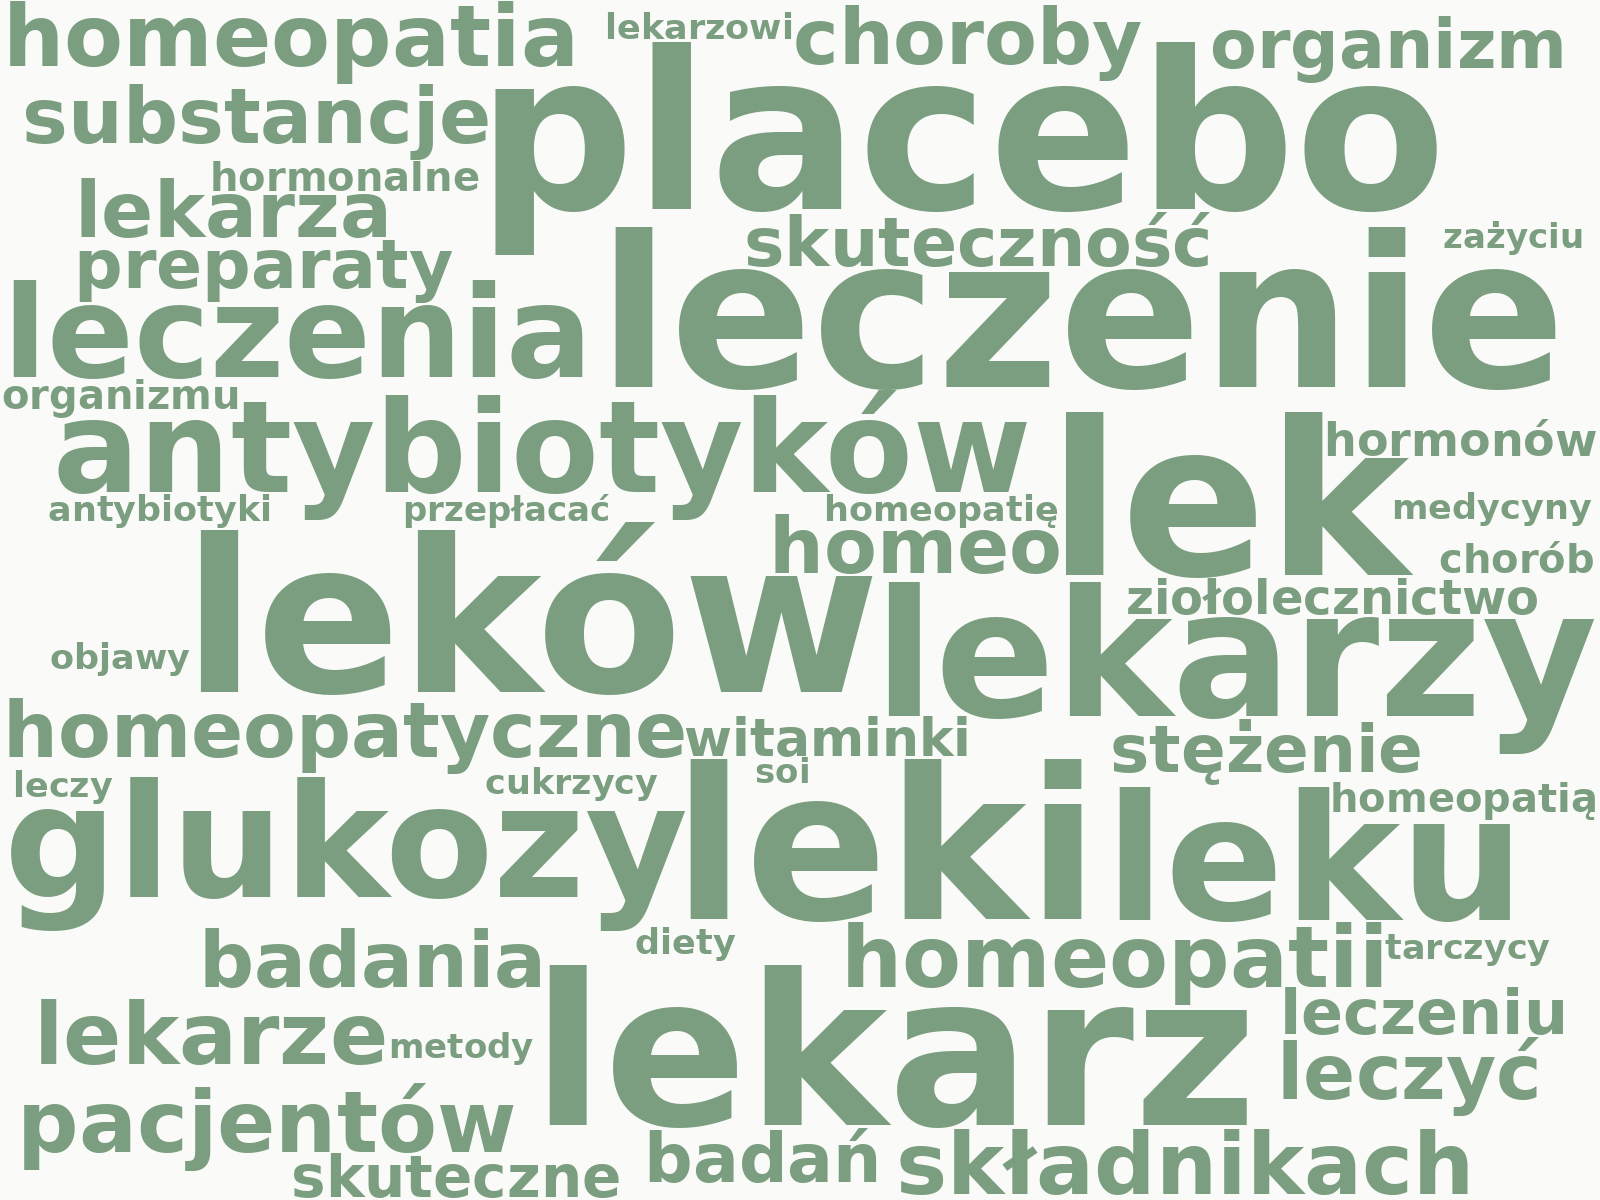 homeopatia lekarzowi choroby organizm
substancje placebo
hormonalne
lekarza
skuteczność zażyciu
preparaty
leczenia leczenie
organizmu
antybiotyków lek hormonów
antybiotyki przepłacać homeopatię medycyny
homeo chorób
leków lekarzy ziołolecznictwo
objawy
homeopatyczne witaminki stężenie
leczy cukrzycy soi
glukozy leki leku homeopatią
badania diety homeopatii tarczycy
lekarze metody lekarz leczeniu
leczyć
pacjentów
skuteczne badań składnikach